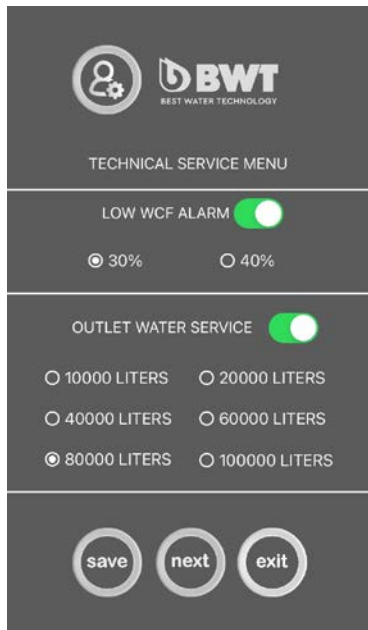 BWT
BEST WATER TECHNOLOGY
TECHNICAL SERVICE MENU
LOW WCF ALARM
30% 40%
OUTLET WATER SERVICE
10000 LITERS 20000 LITERS
40000 LITERS 60000 LITERS
80000 LITERS 100000 LITERS
save next exit